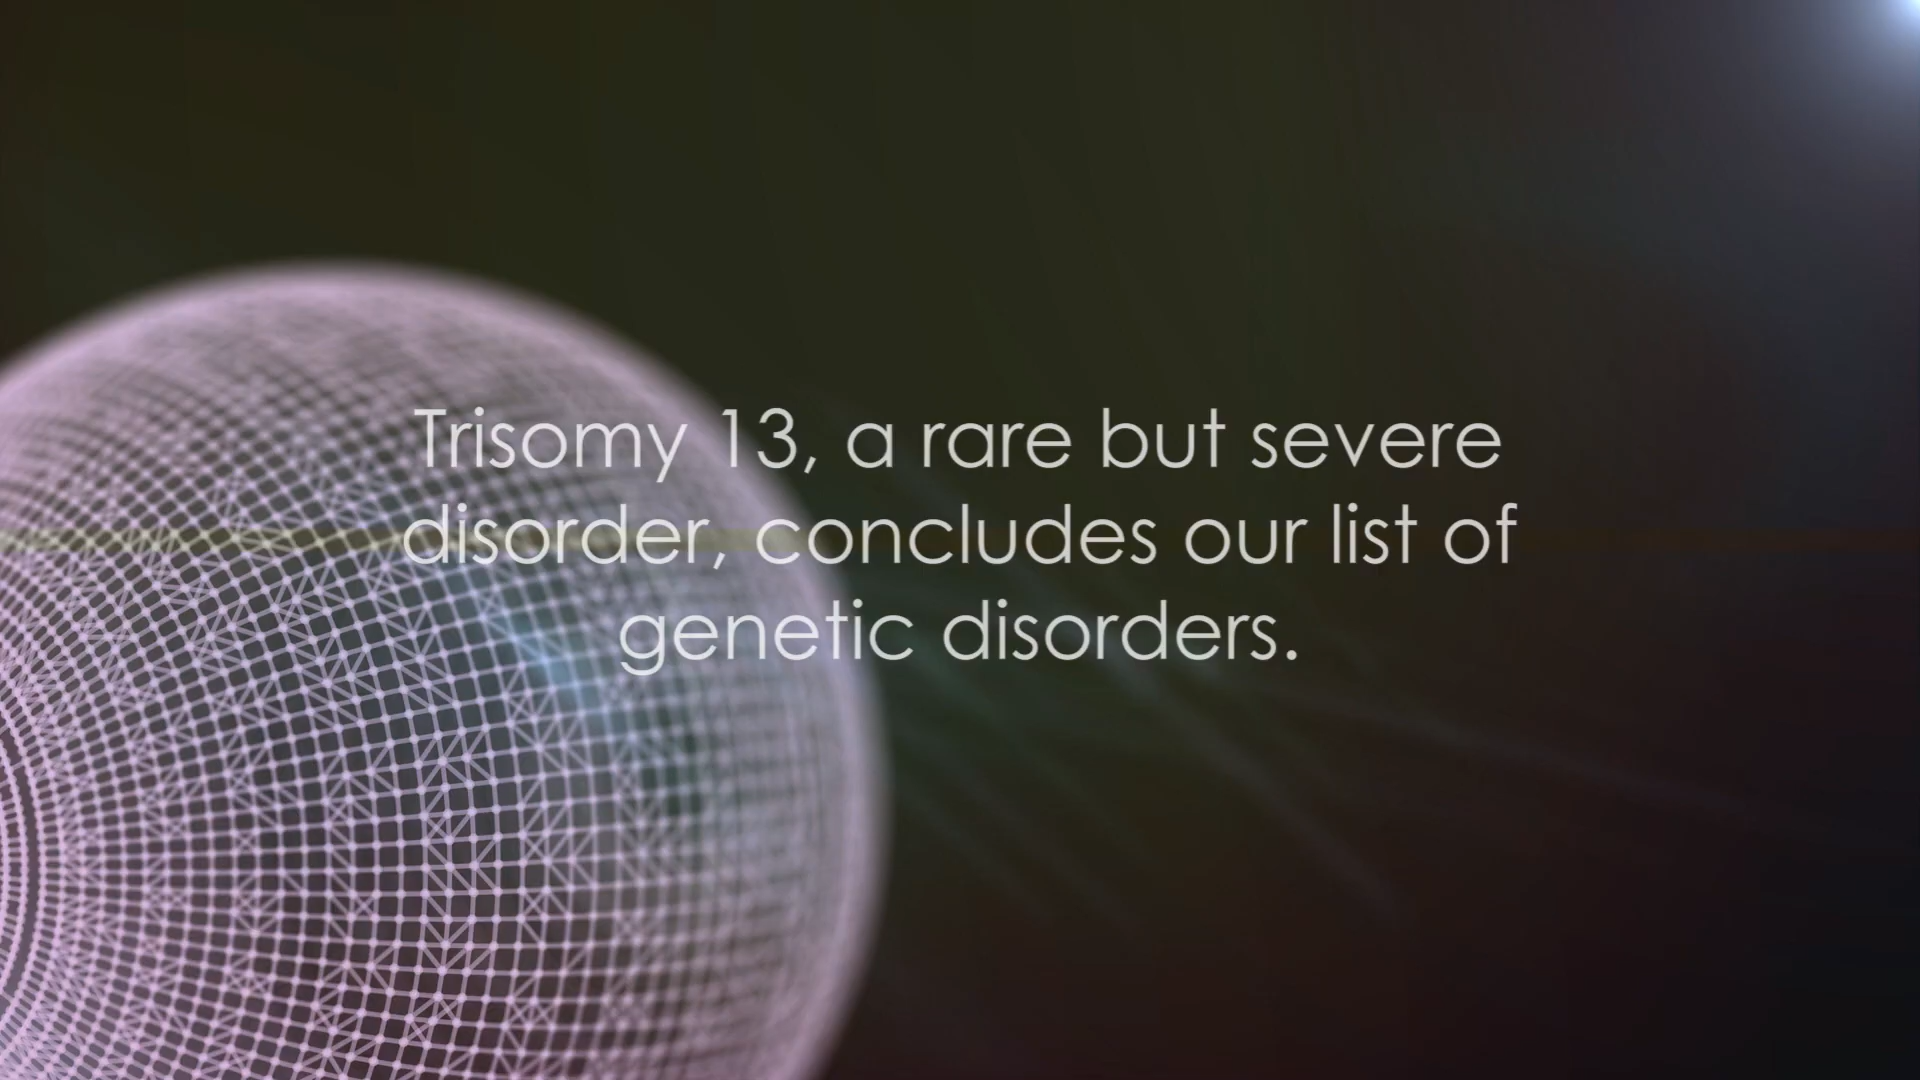 Trisomy 13, a rare but severe
disorder, concludes our list of
genetic disorders.